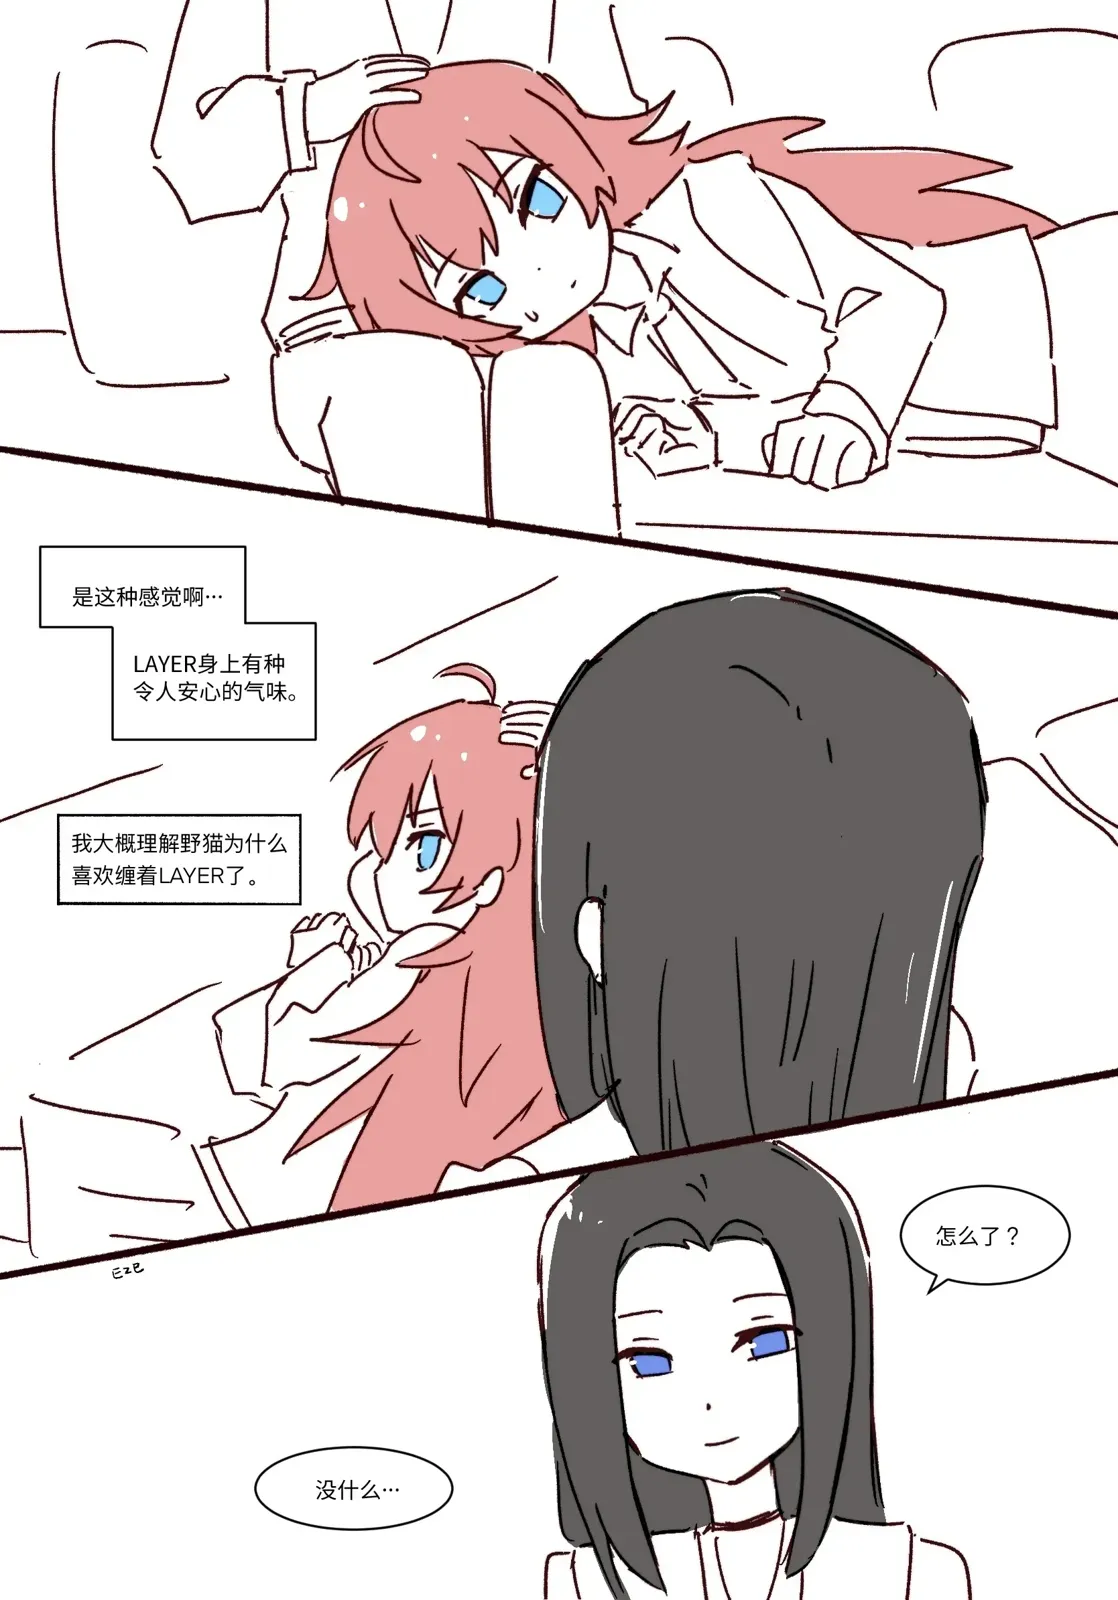 是这种感觉啊…
LAYER身上有种
令人安心的气味。
我大概理解野猫为什么
喜欢缠着LAYER了。
怎么了？
没什么…